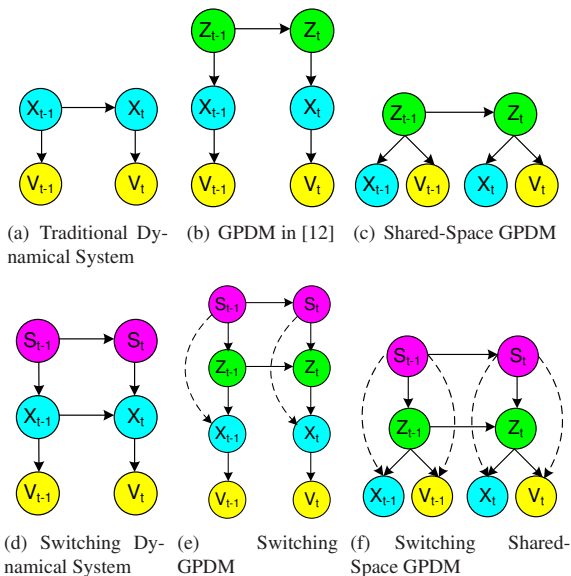 Z_{t-1} Z_t
X_{t-1} X_t X_{t-1} X_t Z_{t-1} Z_t
V_{t-1} V_t V_{t-1} V_t X_{t-1} V_{t-1} X_t V_t
(a) Traditional Dy- (b) GPDM in [12] (c) Shared-Space GPDM
namical System
S_{t-1} S_t
S_{t-1} S_t S_{t-1} S_t
Z_{t-1} Z_t
X_{t-1} X_t X_{t-1} X_t Z_{t-1} Z_t
V_{t-1} V_t V_{t-1} V_t X_{t-1} V_{t-1} X_t V_t
(d) Switching Dy- (e) Switching (f) Switching Shared-
namical System GPDM Space GPDM